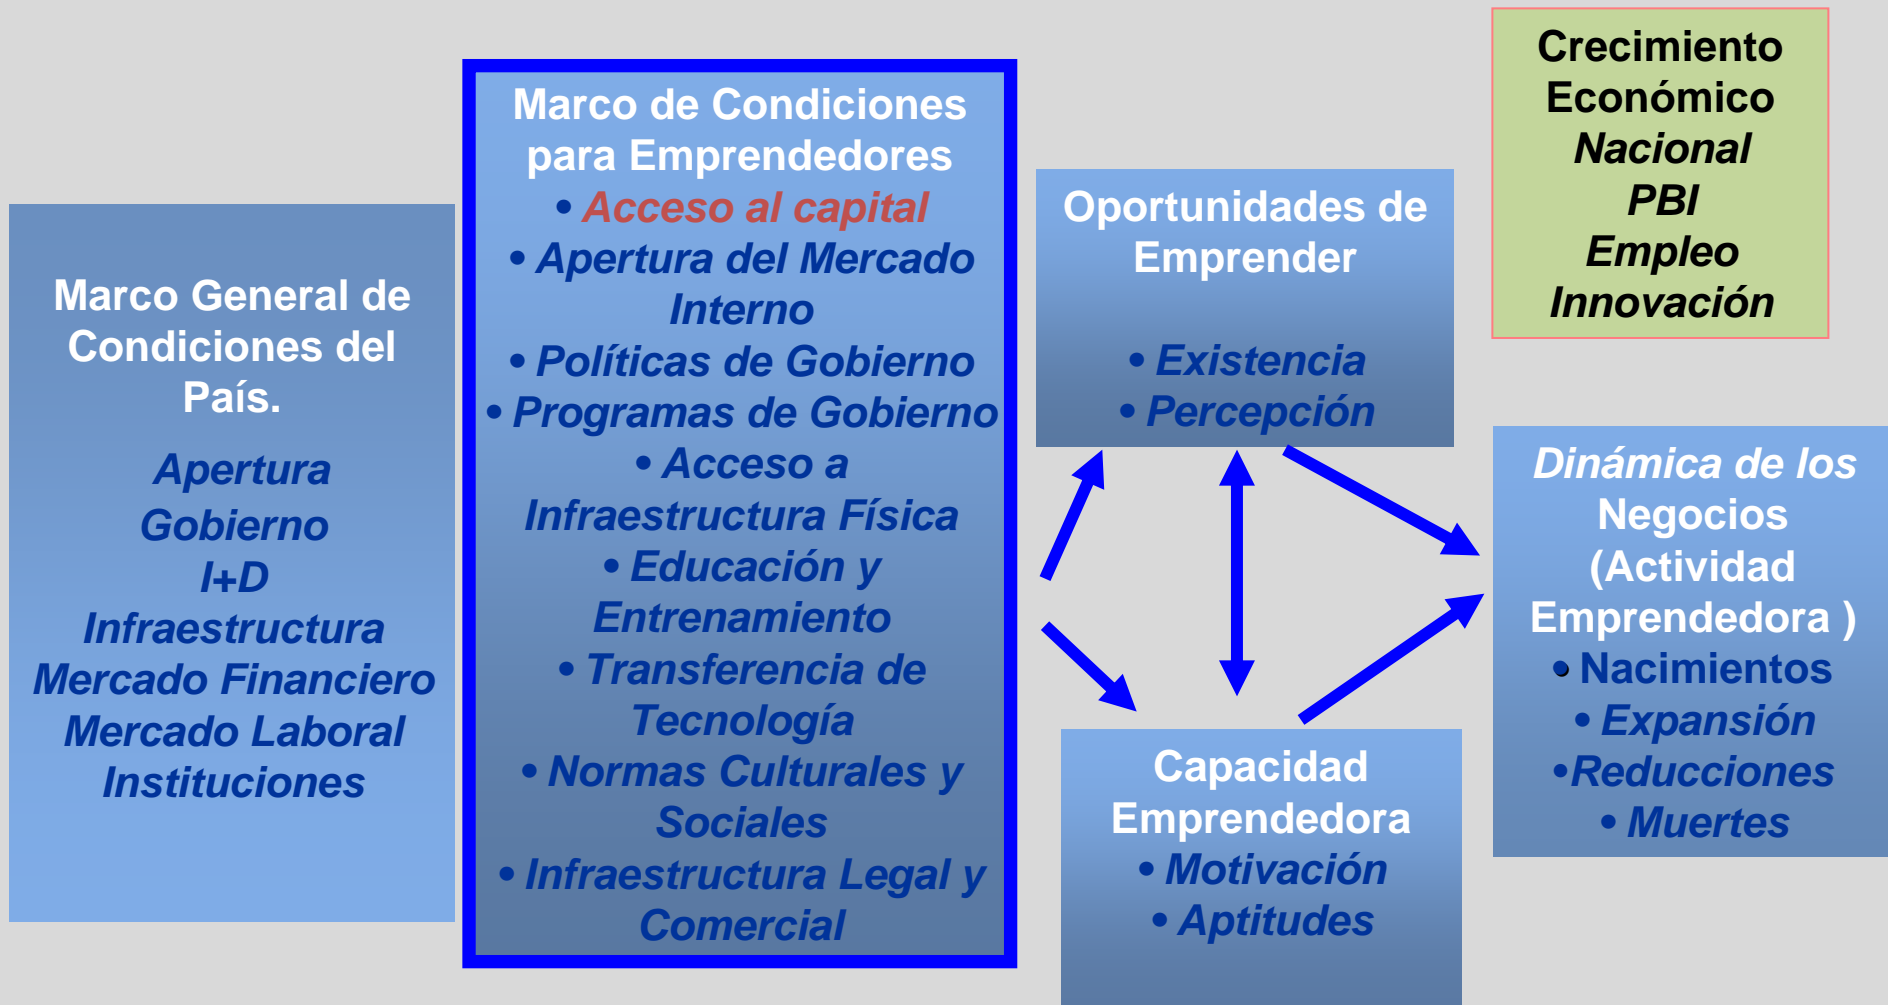 Marco General de
Condiciones del
País.
Apertura
Gobierno
I+D
Infraestructura
Mercado Financiero
Mercado Laboral
Instituciones
Marco de Condiciones
para Emprendedores
• Acceso al capital
• Apertura del Mercado
Interno
• Políticas de Gobierno
• Programas de Gobierno
• Acceso a
Infraestructura Física
• Educación y
Entrenamiento
• Transferencia de
Tecnología
• Normas Culturales y
Sociales
• Infraestructura Legal y
Comercial
Oportunidades de
Emprender
• Existencia
• Percepción
Capacidad
Emprendedora
• Motivación
• Aptitudes
Crecimiento
Económico
Nacional
PBI
Empleo
Innovación
Dinámica de los
Negocios
(Actividad
Emprendedora )
• Nacimientos
• Expansión
•Reducciones
• Muertes